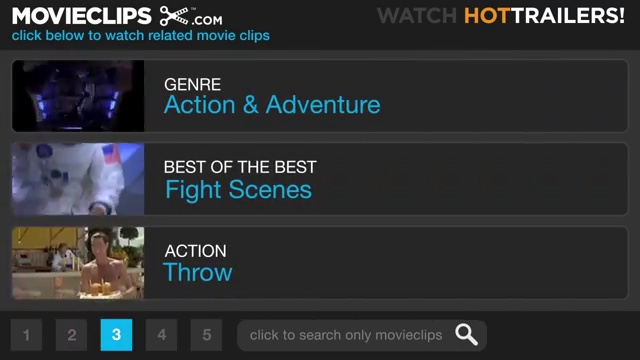 MOVIECLIPS .COM
WATCH HOTTRAILERS!
click below to watch related movie clips
GENRE
Action & Adventure
BEST OF THE BEST
Fight Scenes
ACTION
Throw
1 2 3 4 5
click to search only movieclips